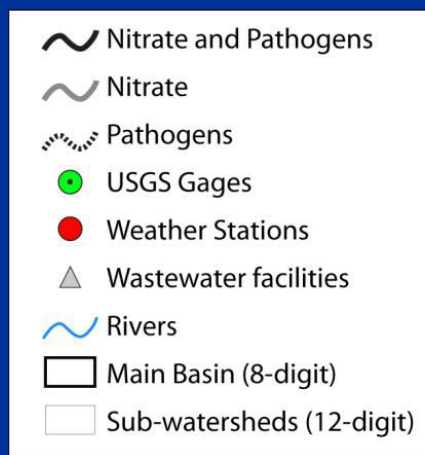 Nitrate and Pathogens
Nitrate
Pathogens
USGS Gages
Weather Stations
Wastewater facilities
Rivers
Main Basin (8-digit)
Sub-watersheds (12-digit)